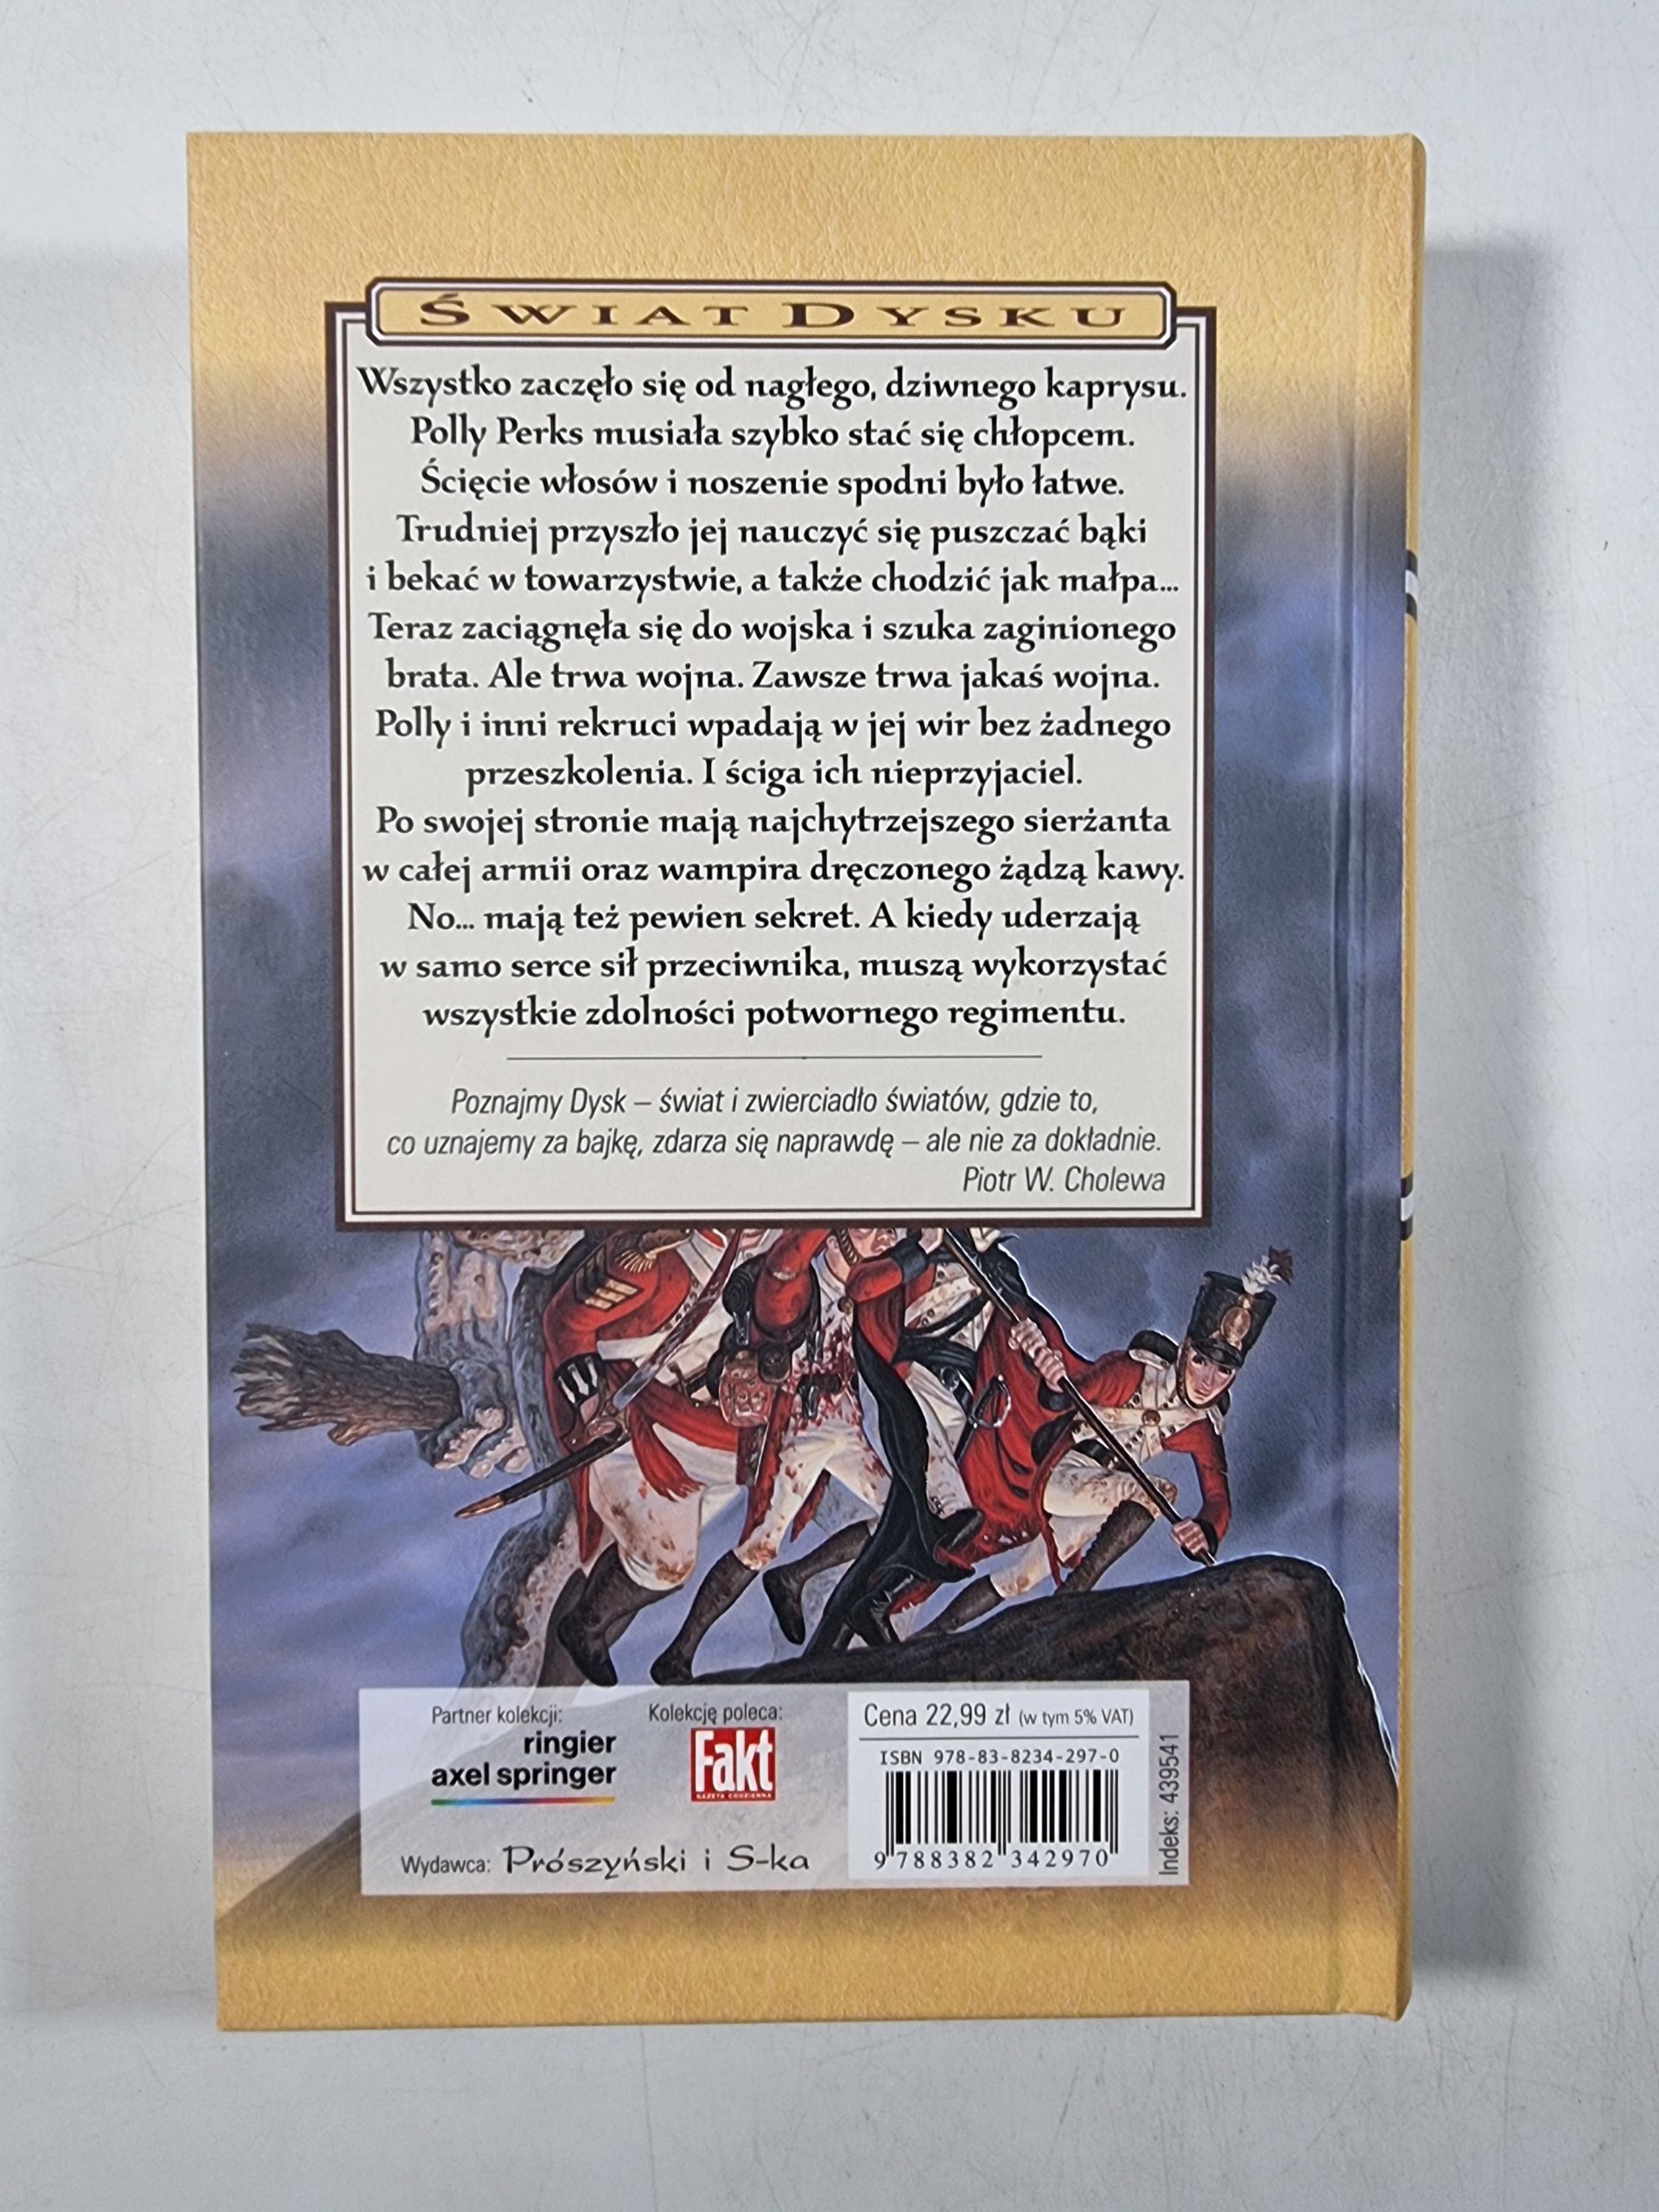 ŚWIAT DYSKU
Wszystko zaczęło się od nagłego, dziwnego kaprysu.
Polly Perks musiała szybko stać się chłopcem.
Ścięcie włosów i noszenie spodni było łatwe.
Trudniej przyszło jej nauczyć się puszczać bąki
i bekać w towarzystwie, a także chodzić jak małpa...
Teraz zaciągnęła się do wojska i szuka zaginionego
brata. Ale trwa wojna. Zawsze trwa jakaś wojna.
Polly i inni rekruci wpadają w jej wir bez żadnego
przeszkolenia. I ściga ich nieprzyjaciel.
Po swojej stronie mają najchytrzejszego sierżanta
w całej armii oraz wampira dręczonego żądzą kawy.
No... mają też pewien sekret. A kiedy uderzają
w samo serce sił przeciwnika, muszą wykorzystać
wszystkie zdolności potwornego regimentu.
Poznajmy Dysk – świat i zwierciadło światów, gdzie to,
co uznajemy za bajkę, zdarza się naprawdę – ale nie za dokładnie.
Piotr W. Cholewa
Partner kolekcji:
ringier
axel springer
Kolekcję poleca:
Fakt
GAZETA CODZIENNA
Wydawca: Prószyński i S-ka
Cena 22,99 zł (w tym 5% VAT)
ISBN 978-83-8234-297-0
9 788382 342970
Indeks: 439541